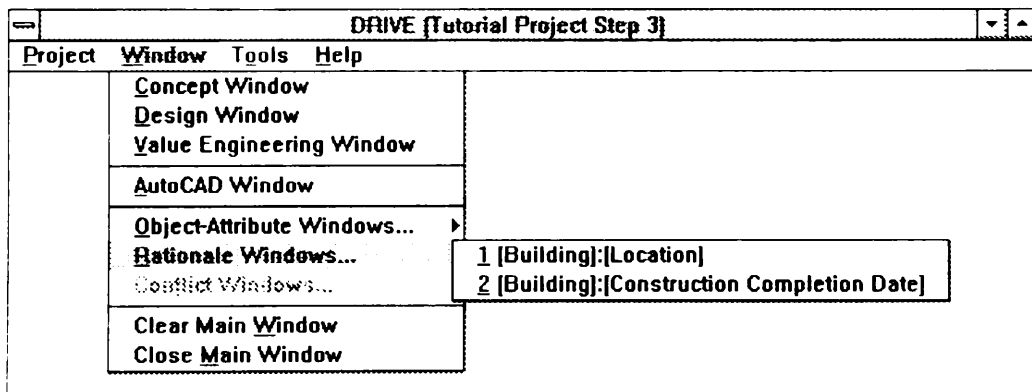 DRIVE [Tutorial Project Step 3]
Project Window Tools Help
Concept Window
Design Window
Value Engineering Window
AutoCAD Window
Object-Attribute Windows...
Rationale Windows...
1 [Building]:[Location]
2 [Building]:[Construction Completion Date]
Conflict Windows...
Clear Main Window
Close Main Window